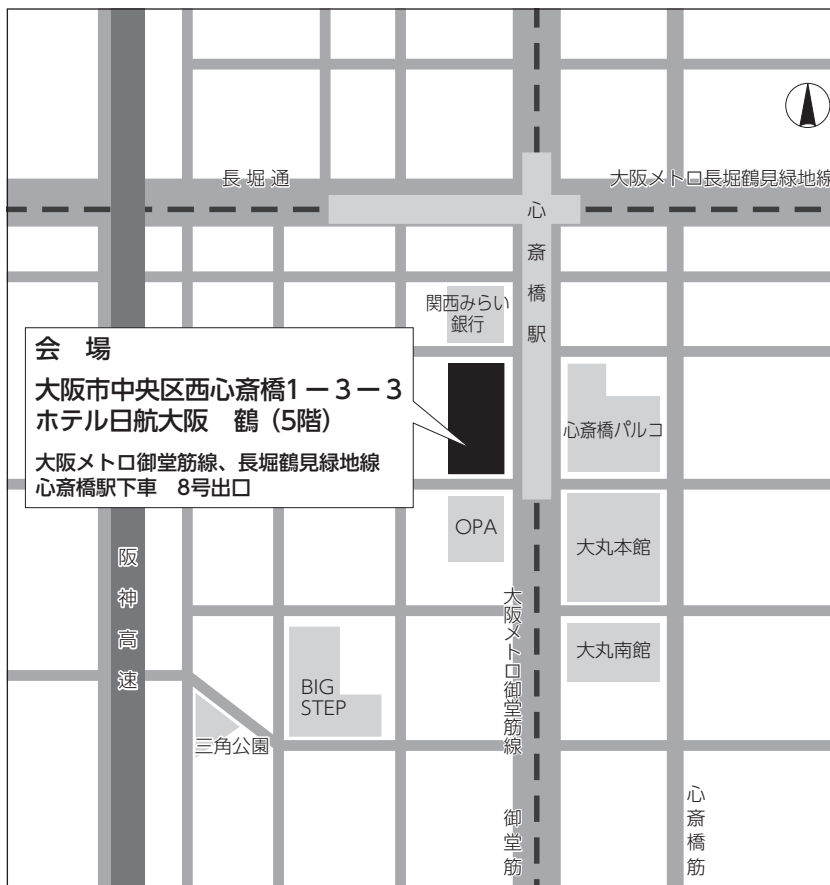 長堀通
大阪メトロ長堀鶴見緑地線
心斎橋駅
関西みらい
銀行
会　場
大阪市中央区西心斎橋1－3－3
ホテル日航大阪　鶴（5階）
大阪メトロ御堂筋線、長堀鶴見緑地線
心斎橋駅下車　8号出口
心斎橋パルコ
OPA
大丸本館
阪神高速
大阪メトロ御堂筋線
大丸南館
BIG
STEP
三角公園
御堂筋
心斎橋筋